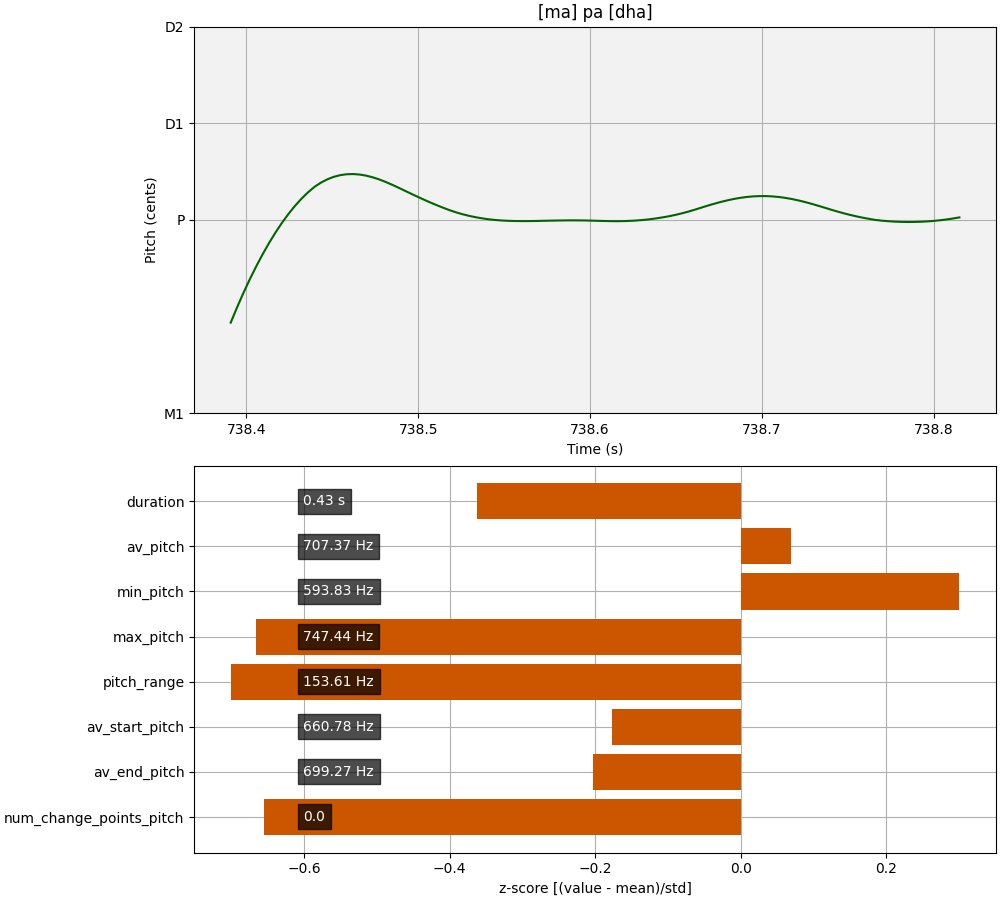 [ma] pa [dha]
D2
D1
P
M1
Pitch (cents)
738.4 738.5 738.6 738.7 738.8
Time (s)
duration 0.43 s
av_pitch 707.37 Hz
min_pitch 593.83 Hz
max_pitch 747.44 Hz
pitch_range 153.61 Hz
av_start_pitch 660.78 Hz
av_end_pitch 699.27 Hz
num_change_points_pitch 0.0
−0.6 −0.4 −0.2 0.0 0.2
z-score [(value - mean)/std]